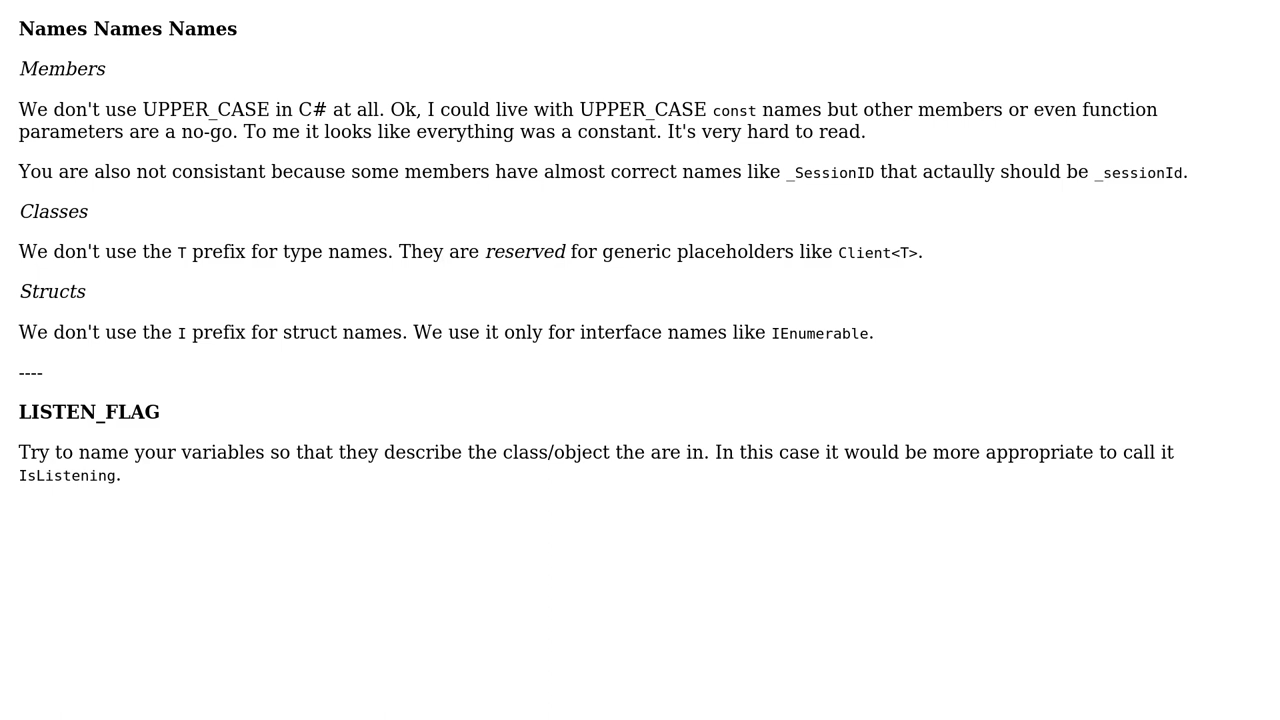 Names Names Names
Members
We don't use UPPER_CASE in C# at all. Ok, I could live with UPPER_CASE const names but other members or even function
parameters are a no-go. To me it looks like everything was a constant. It's very hard to read.
You are also not consistant because some members have almost correct names like _SessionID that actaully should be _sessionId.
Classes
We don't use the T prefix for type names. They are reserved for generic placeholders like Client<T>.
Structs
We don't use the I prefix for struct names. We use it only for interface names like IEnumerable.
----
LISTEN_FLAG
Try to name your variables so that they describe the class/object the are in. In this case it would be more appropriate to call it
IsListening.